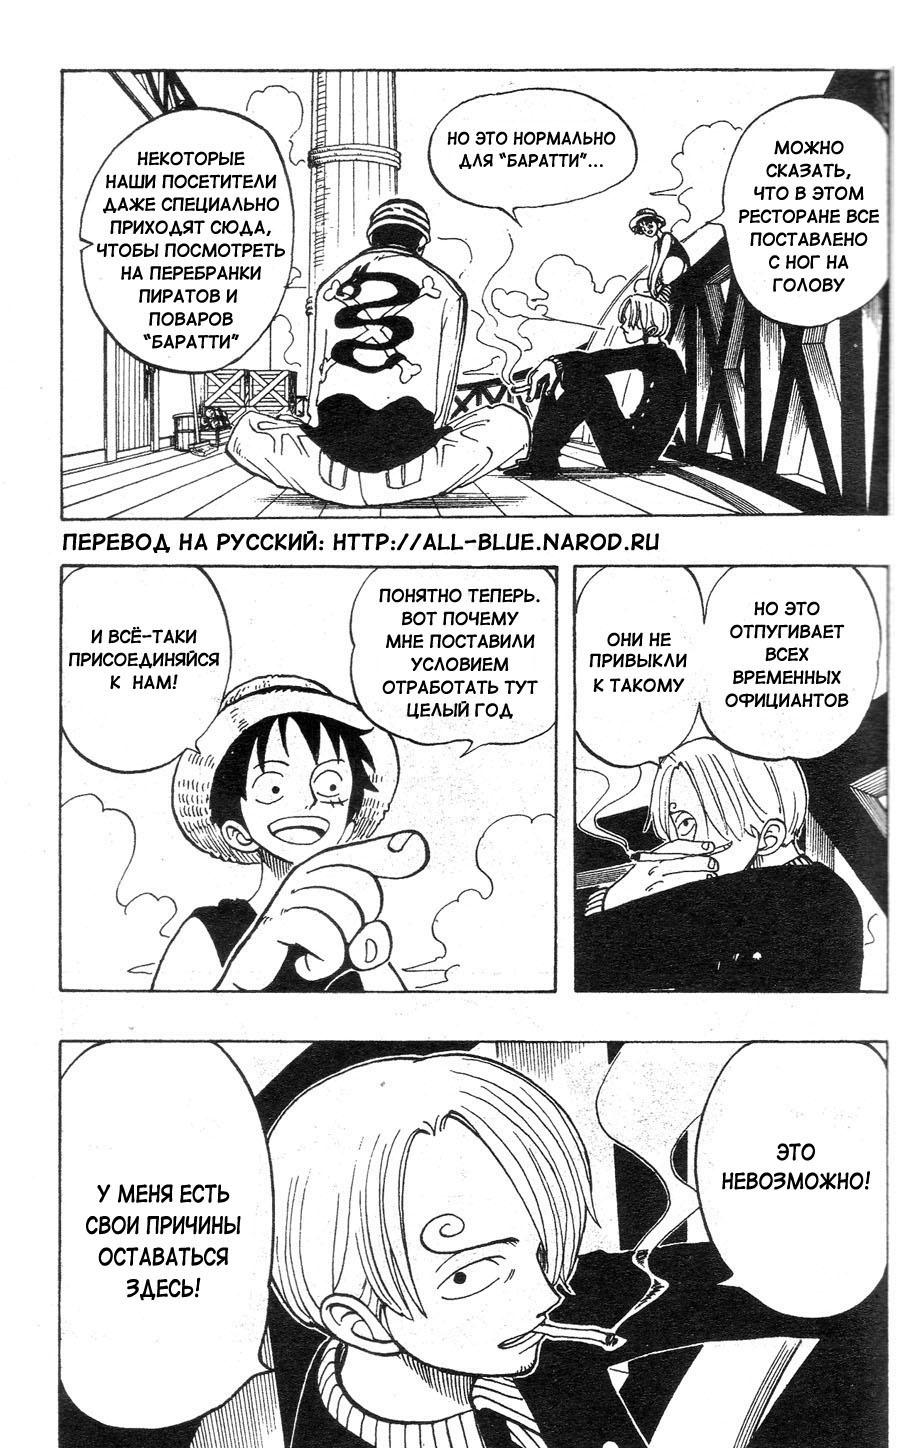 МОЖНО
СКАЗАТЬ,
ЧТО В ЭТОМ
РЕСТОРАНЕ ВСЕ
ПОСТАВЛЕНО
С НОГ НА
ГОЛОВУ
НО ЭТО НОРМАЛЬНО
ДЛЯ "БАРАТТИ"...
НЕКОТОРЫЕ
НАШИ ПОСЕТИТЕЛИ
ДАЖЕ СПЕЦИАЛЬНО
ПРИХОДЯТ СЮДА,
ЧТОБЫ ПОСМОТРЕТЬ
НА ПЕРЕБРАНКИ
ПИРАТОВ И
ПОВАРОВ
"БАРАТТИ"
ПЕРЕВОД НА РУССКИЙ: HTTP://ALL-BLUE.NAROD.RU
НО ЭТО
ОТПУГИВАЕТ
ВСЕХ
ВРЕМЕННЫХ
ОФИЦИАНТОВ
ОНИ НЕ
ПРИВЫКЛИ
К ТАКОМУ
ПОНЯТНО ТЕПЕРЬ.
ВОТ ПОЧЕМУ
МНЕ ПОСТАВИЛИ
УСЛОВИЕМ
ОТРАБОТАТЬ ТУТ
ЦЕЛЫЙ ГОД
И ВСЁ-ТАКИ
ПРИСОЕДИНЯЙСЯ
К НАМ!
ЭТО
НЕВОЗМОЖНО!
У МЕНЯ ЕСТЬ
СВОИ ПРИЧИНЫ
ОСТАВАТЬСЯ
ЗДЕСЬ!